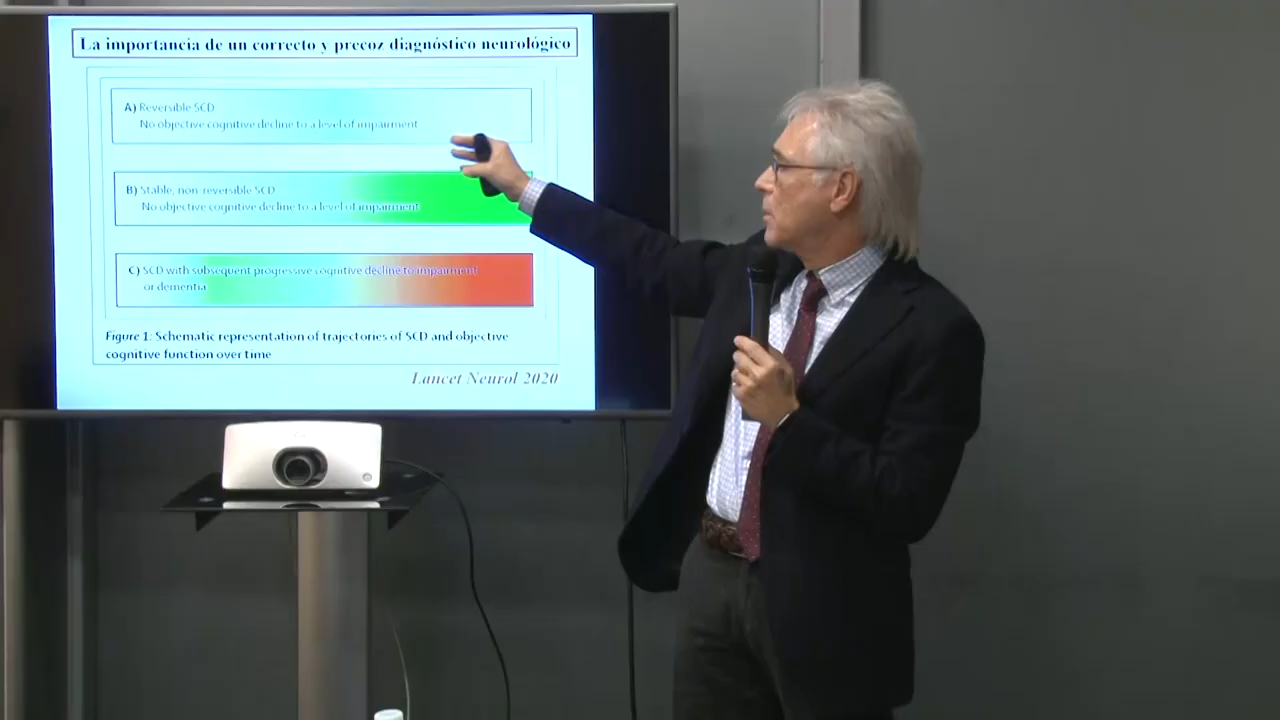 La importancia de un correcto y precoz diagnóstico neurológico
A) Reversible SCD
No objective cognitive decline to a level of impairment
B) Stable, non-reversible SCD
No objective cognitive decline to a level of impairment
C) SCD with subsequent progressive cognitive decline to impairment
or dementia
Figure 1: Schematic representation of trajectories of SCD and objective
cognitive function over time
Lancet Neurol 2020